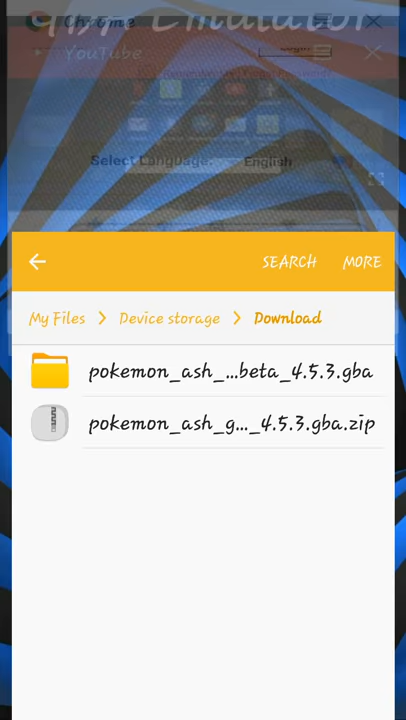 Chrome
YouTube
Select Language:
English
SEARCH
MORE
My Files
Device storage
Download
pokemon_ash_...beta_4.5.3.gba
pokemon_ash_g..._4.5.3.gba.zip